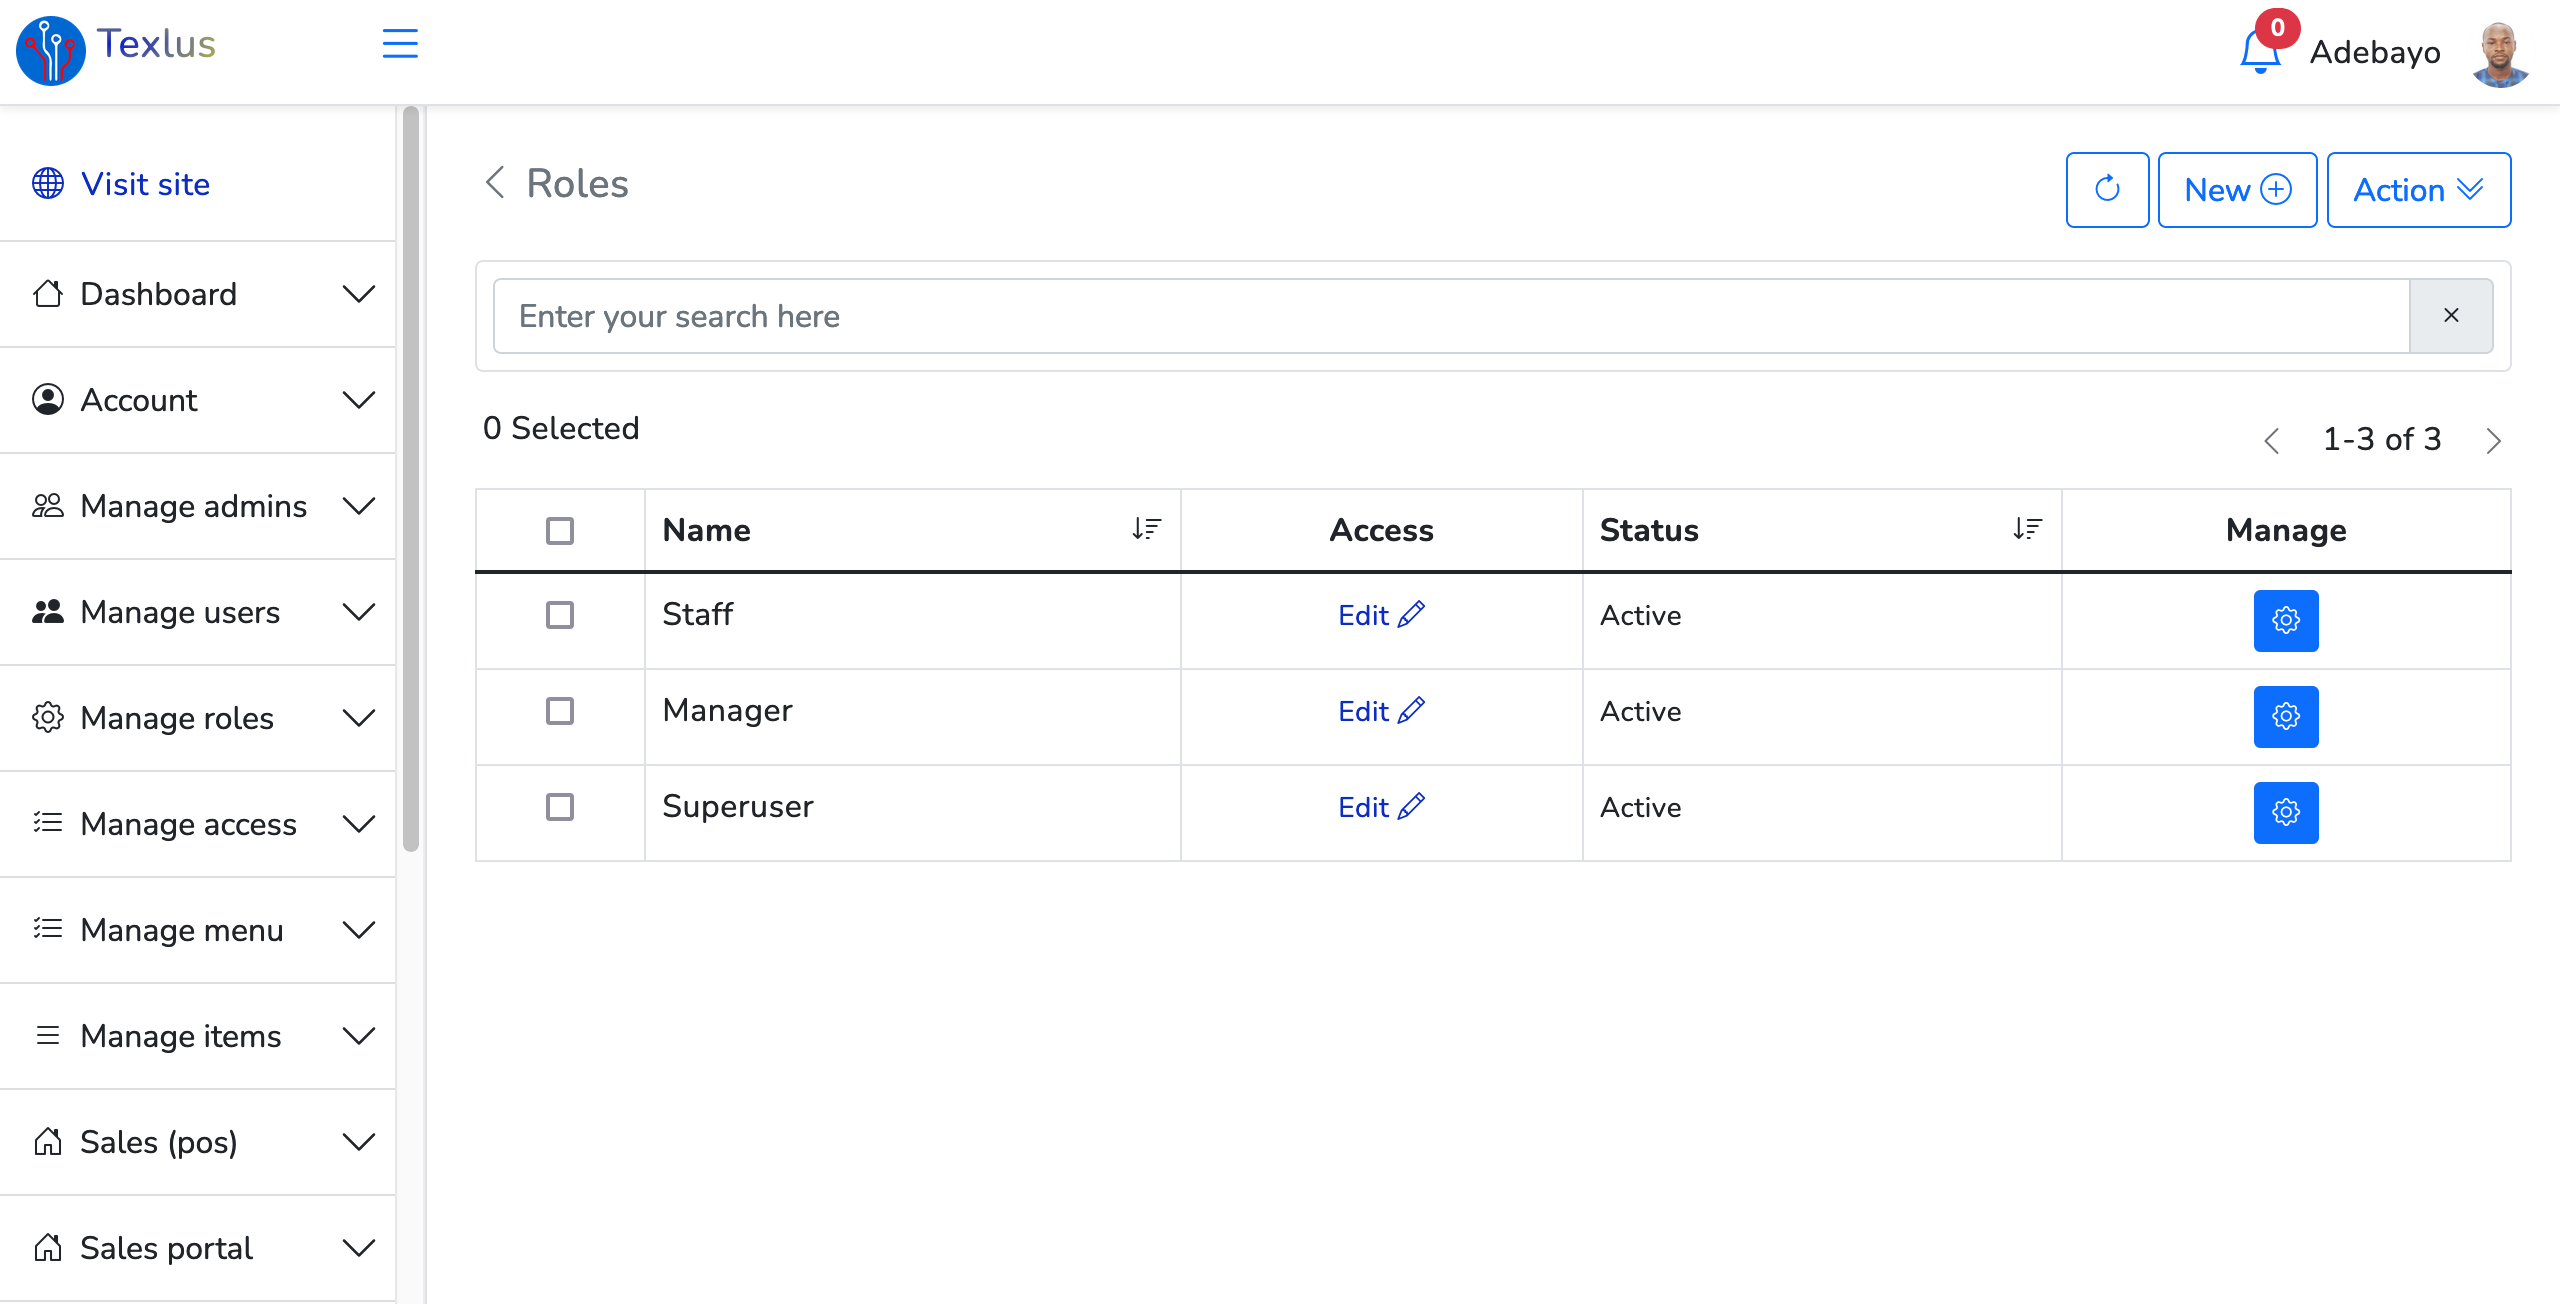 Texlus
0
Adebayo
Visit site
Dashboard
Account
Manage admins
Manage users
Manage roles
Manage access
Manage menu
Manage items
Sales (pos)
Sales portal
Roles
New
Action
Enter your search here
0 Selected
1-3 of 3
Name Access Status Manage
Staff Edit Active
Manager Edit Active
Superuser Edit Active